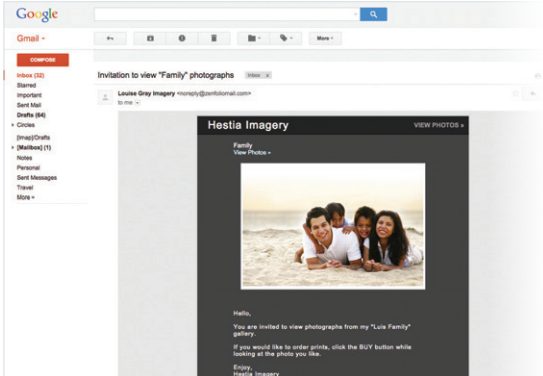 Google
Gmail
More
COMPOSE
Inbox (32)
Starred
Important
Sent Mail
Drafts (64)
Circles
[Imap]/Drafts
[Mailbox] (1)
Notes
Personal
Sent Messages
Travel
More
Invitation to view "Family" photographs Inbox x
Louise Gray Imagery <noreply@zenfoliomail.com>
to me
Hestia Imagery VIEW PHOTOS »
Family
View Photos »
Hello,
You are invited to view photographs from my "Luis Family"
gallery.
If you would like to order prints, click the BUY button while
looking at the photo you like.
Enjoy,
Hestia Imagery